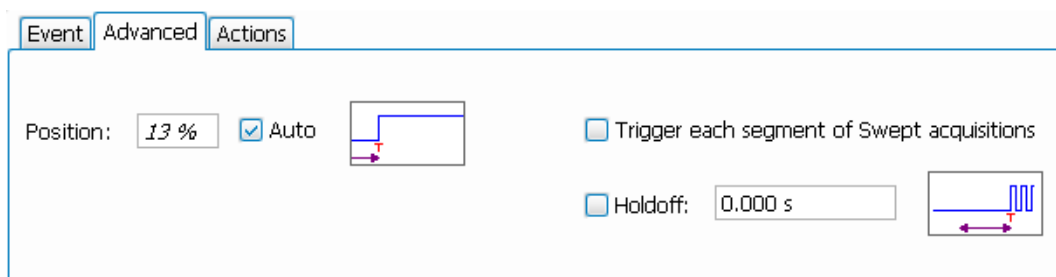 Event Advanced Actions
Position: 13 % Auto T Trigger each segment of Swept acquisitions
Holdoff: 0.000 s T